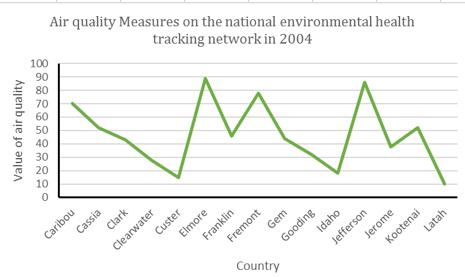 Air quality Measures on the national environmental health
tracking network in 2004
Value of air quality
100
90
80
70
60
50
40
30
20
10
0
Caribou
Cassia
Clark
Clearwater
Custer
Elmore
Franklin
Fremont
Gem
Gooding
Idaho
Jefferson
Jerome
Kootenai
Latah
Country